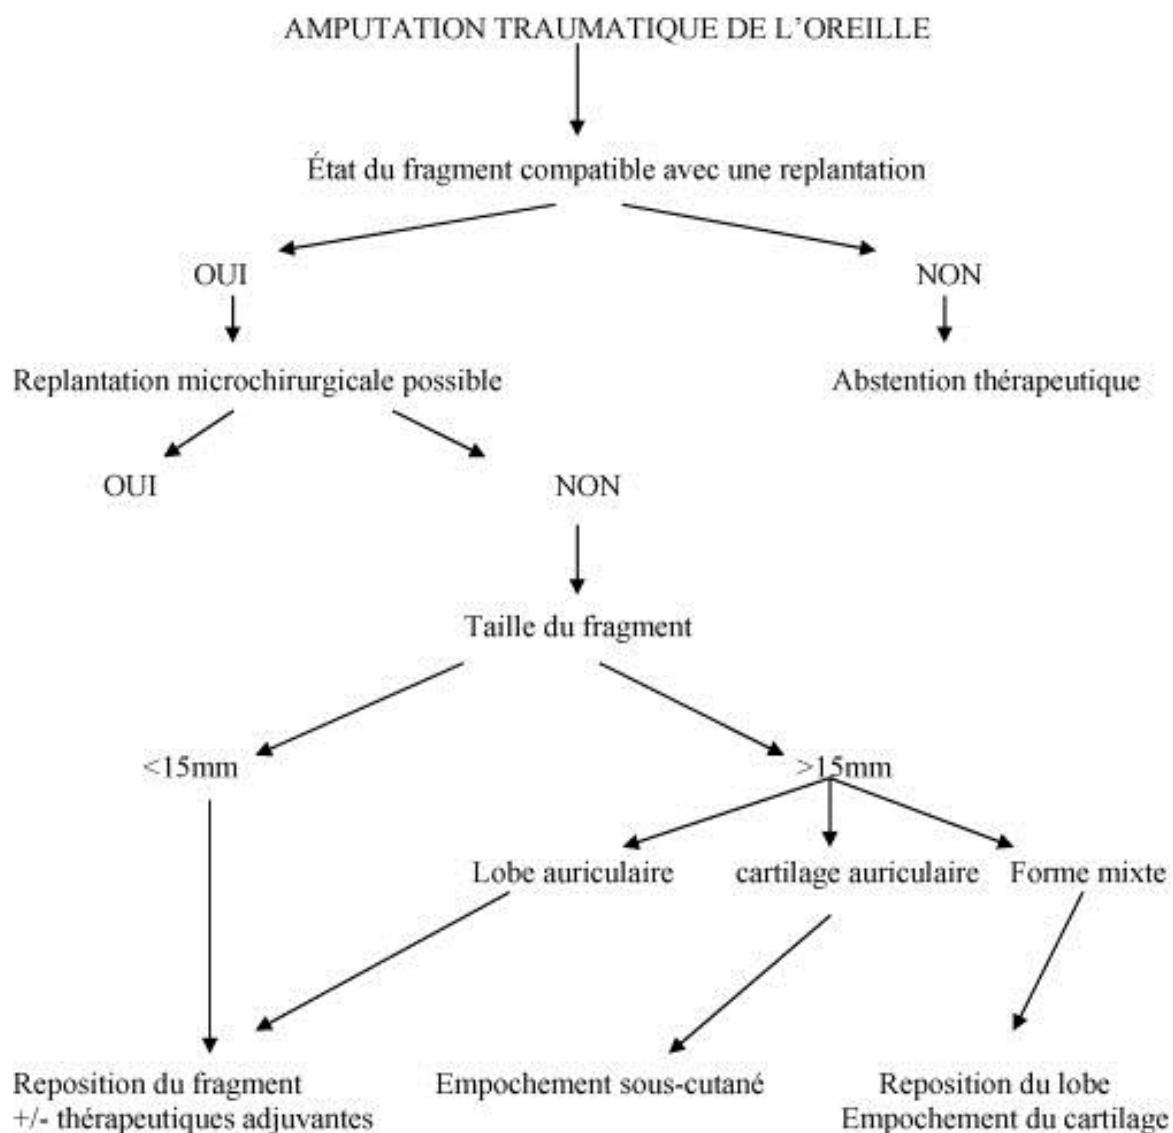 AMPUTATION TRAUMATIQUE DE L'OREILLE
État du fragment compatible avec une replantation
OUI
NON
Replantation microchirurgicale possible
Abstention thérapeutique
OUI
NON
Taille du fragment
<15mm
>15mm
Lobe auriculaire
cartilage auriculaire
Forme mixte
Reposition du fragment
+/- thérapeutiques adjuvantes
Empochement sous-cutané
Reposition du lobe
Empochement du cartilage